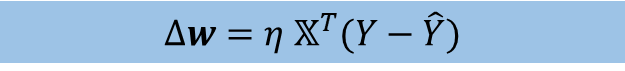 Δ𝒘 = η 𝕏ᵀ(Y − Ŷ)